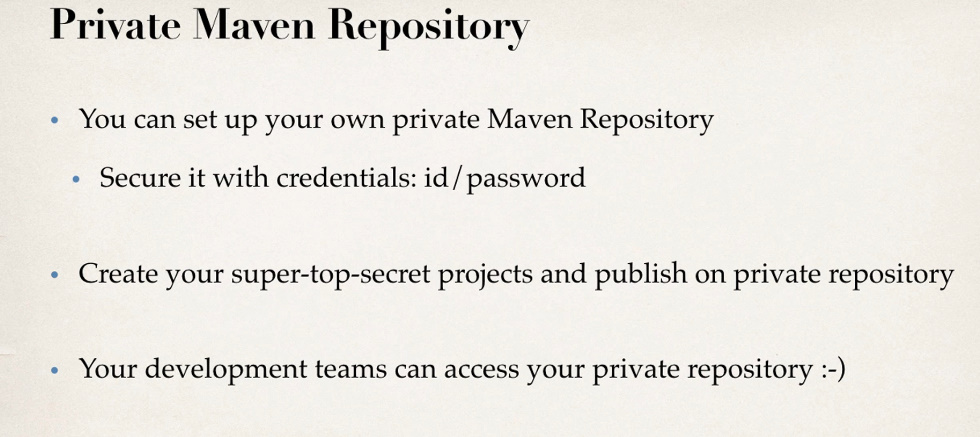 Private Maven Repository
• You can set up your own private Maven Repository
• Secure it with credentials: id/password
• Create your super-top-secret projects and publish on private repository
• Your development teams can access your private repository :-)